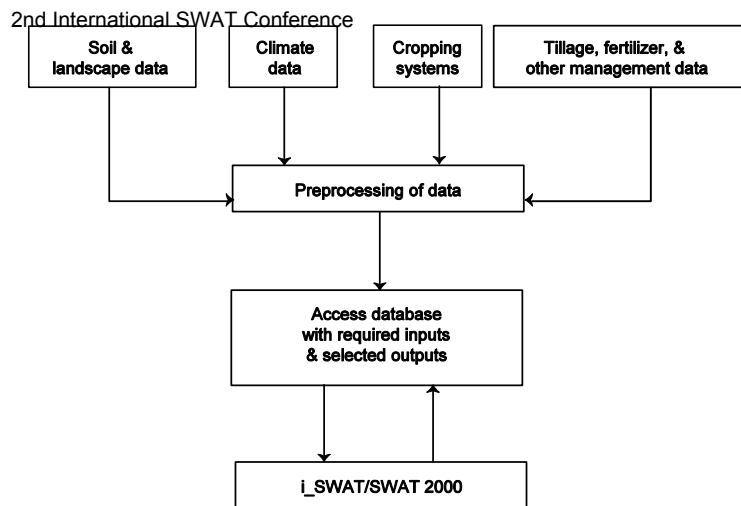 2nd International SWAT Conference
Soil &
landscape data
Climate
data
Cropping
systems
Tillage, fertilizer, &
other management data
Preprocessing of data
Access database
with required inputs
& selected outputs
i_SWAT/SWAT 2000